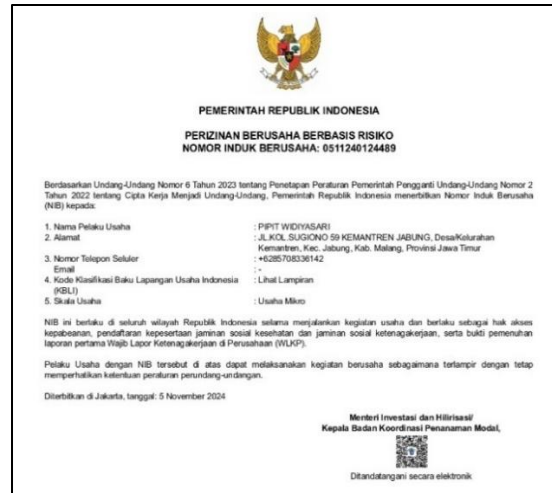 PEMERINTAH REPUBLIK INDONESIA
PERIZINAN BERUSAHA BERBASIS RISIKO
NOMOR INDUK BERUSAHA: 0511240124489
Berdasarkan Undang-Undang Nomor 6 Tahun 2023 tentang Penetapan Peraturan Pemerintah Pengganti Undang-Undang Nomor 2
Tahun 2022 tentang Cipta Kerja Menjadi Undang-Undang, Pemerintah Republik Indonesia menerbitkan Nomor Induk Berusaha
(NIB) kepada:
1. Nama Pelaku Usaha : PIPIT WIDIYASARI
2. Alamat : JL.KOL.SUGIONO 59 KEMANTREN JABUNG, Desa/Kelurahan
Kemantren, Kec. Jabung, Kab. Malang, Provinsi Jawa Timur
3. Nomor Telepon Seluler : +6285708336142
Email : -
4. Kode Klasifikasi Baku Lapangan Usaha Indonesia : Lihat Lampiran
(KBLI)
5. Skala Usaha : Usaha Mikro
NIB ini berlaku di seluruh wilayah Republik Indonesia selama menjalankan kegiatan usaha dan berlaku sebagai hak akses
kepabeanan, pendaftaran kepesertaan jaminan sosial kesehatan dan jaminan sosial ketenagakerjaan, serta bukti pemenuhan
laporan pertama Wajib Lapor Ketenagakerjaan di Perusahaan (WLKP).
Pelaku Usaha dengan NIB tersebut di atas dapat melaksanakan kegiatan berusaha sebagaimana terlampir dengan tetap
memperhatikan ketentuan peraturan perundang-undangan.
Diterbitkan di Jakarta, tanggal: 5 November 2024
Menteri Investasi dan Hilirisasi/
Kepala Badan Koordinasi Penanaman Modal,
Ditandatangani secara elektronik